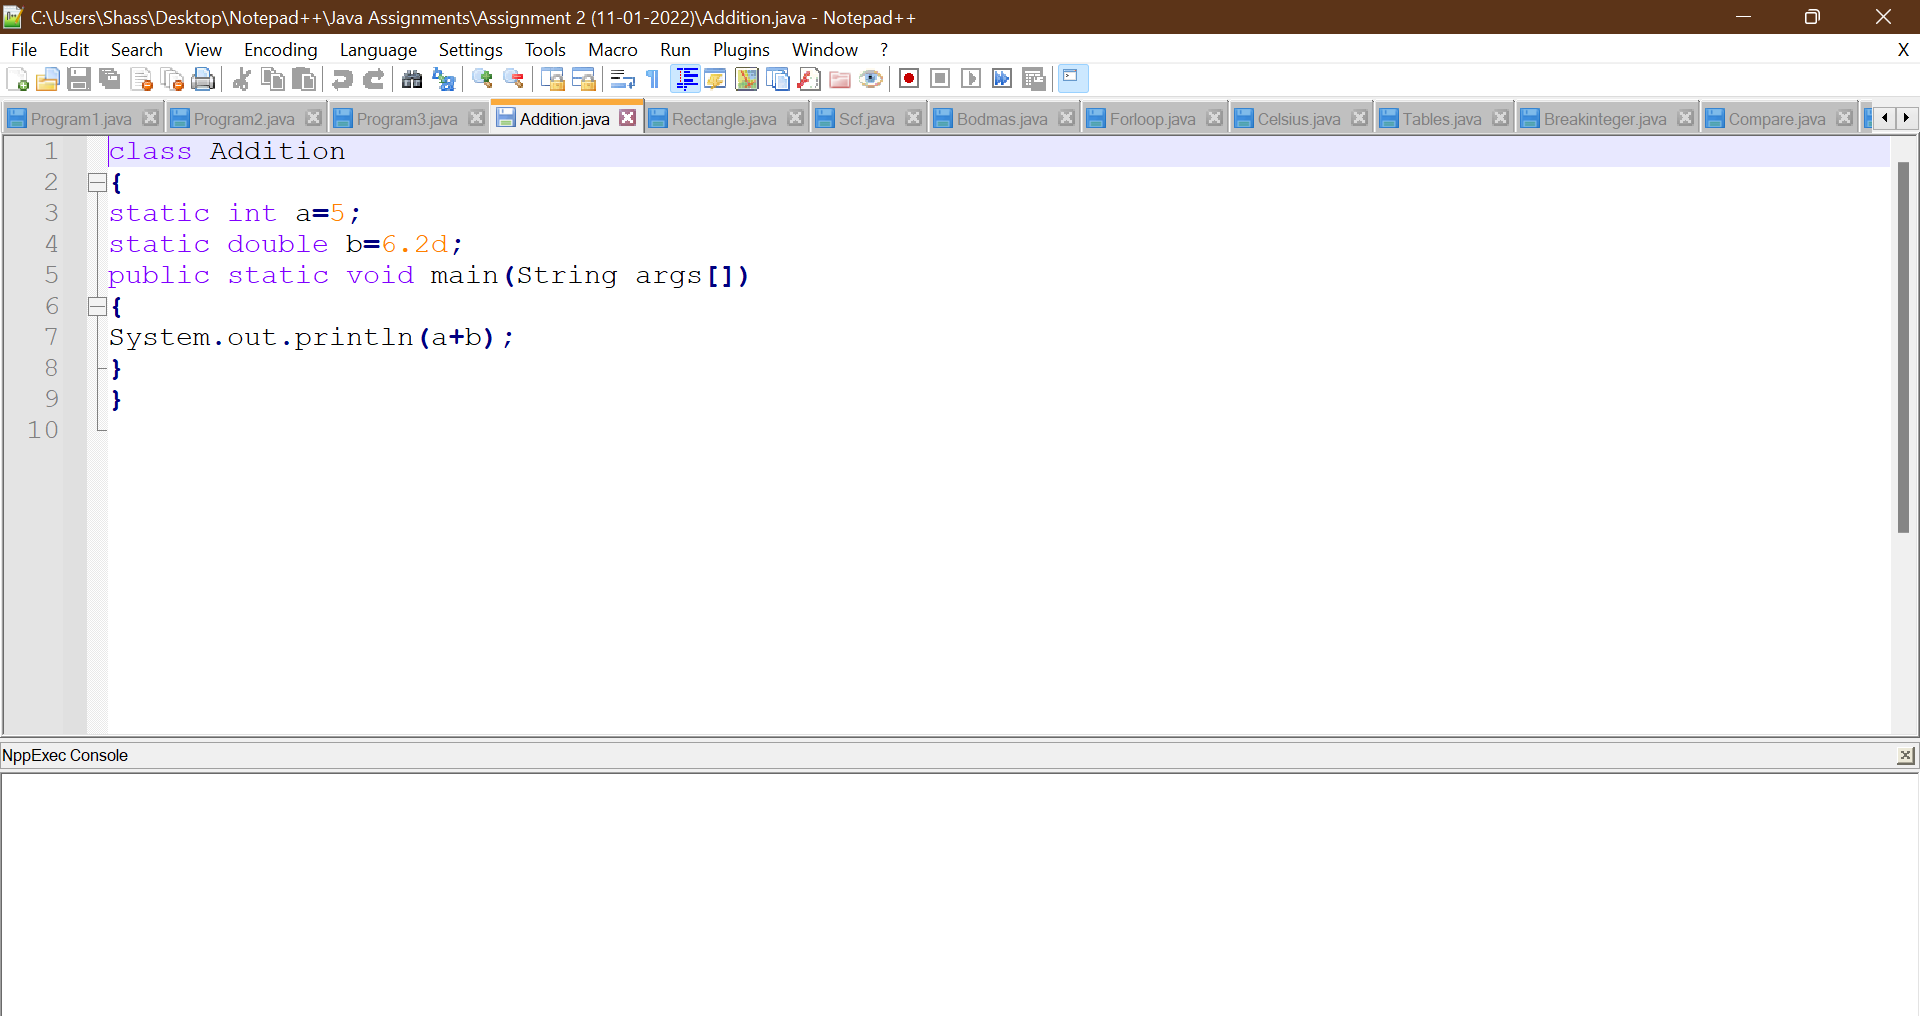 C:\Users\Shass\Desktop\Notepad++\Java Assignments\Assignment 2 (11-01-2022)\Addition.java - Notepad++
File Edit Search View Encoding Language Settings Tools Macro Run Plugins Window ? X
Program1.java Program2.java Program3.java Addition.java Rectangle.java Scf.java Bodmas.java Forloop.java Celsius.java Tables.java Breakinteger.java Compare.java
1 class Addition
2 {
3 static int a=5;
4 static double b=6.2d;
5 public static void main(String args[])
6 {
7 System.out.println(a+b);
8 }
9 }
10
NppExec Console